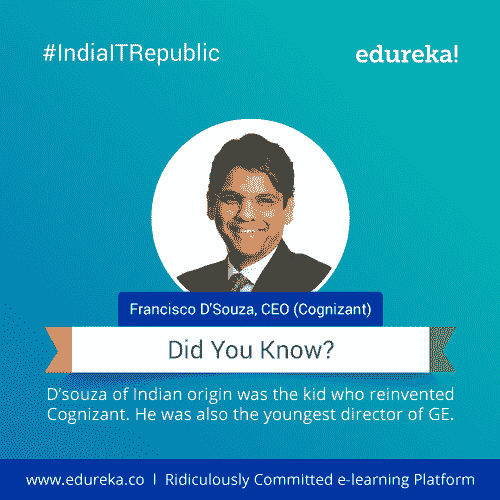 #IndiaITRepublic
edureka!
Francisco D'Souza, CEO (Cognizant)
Did You Know?
D'souza of Indian origin was the kid who reinvented
Cognizant. He was also the youngest director of GE.
www.edureka.co | Ridiculously Committed e-learning Platform